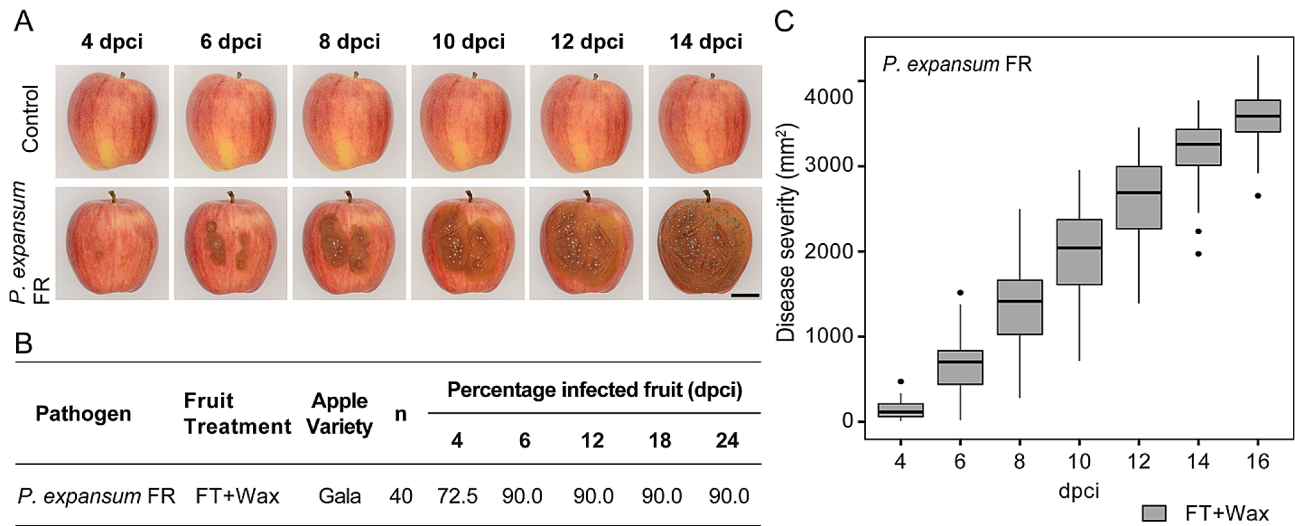 A
4 dpci 6 dpci 8 dpci 10 dpci 12 dpci 14 dpci
Control
P. expansum
FR
B
Pathogen Fruit Treatment Apple Variety n Percentage infected fruit (dpci)
4 6 12 18 24
P. expansum FR FT+Wax Gala 40 72.5 90.0 90.0 90.0 90.0
C
P. expansum FR
Disease severity (mm²)
4000
3000
2000
1000
0
4 6 8 10 12 14 16
dpci
FT+Wax